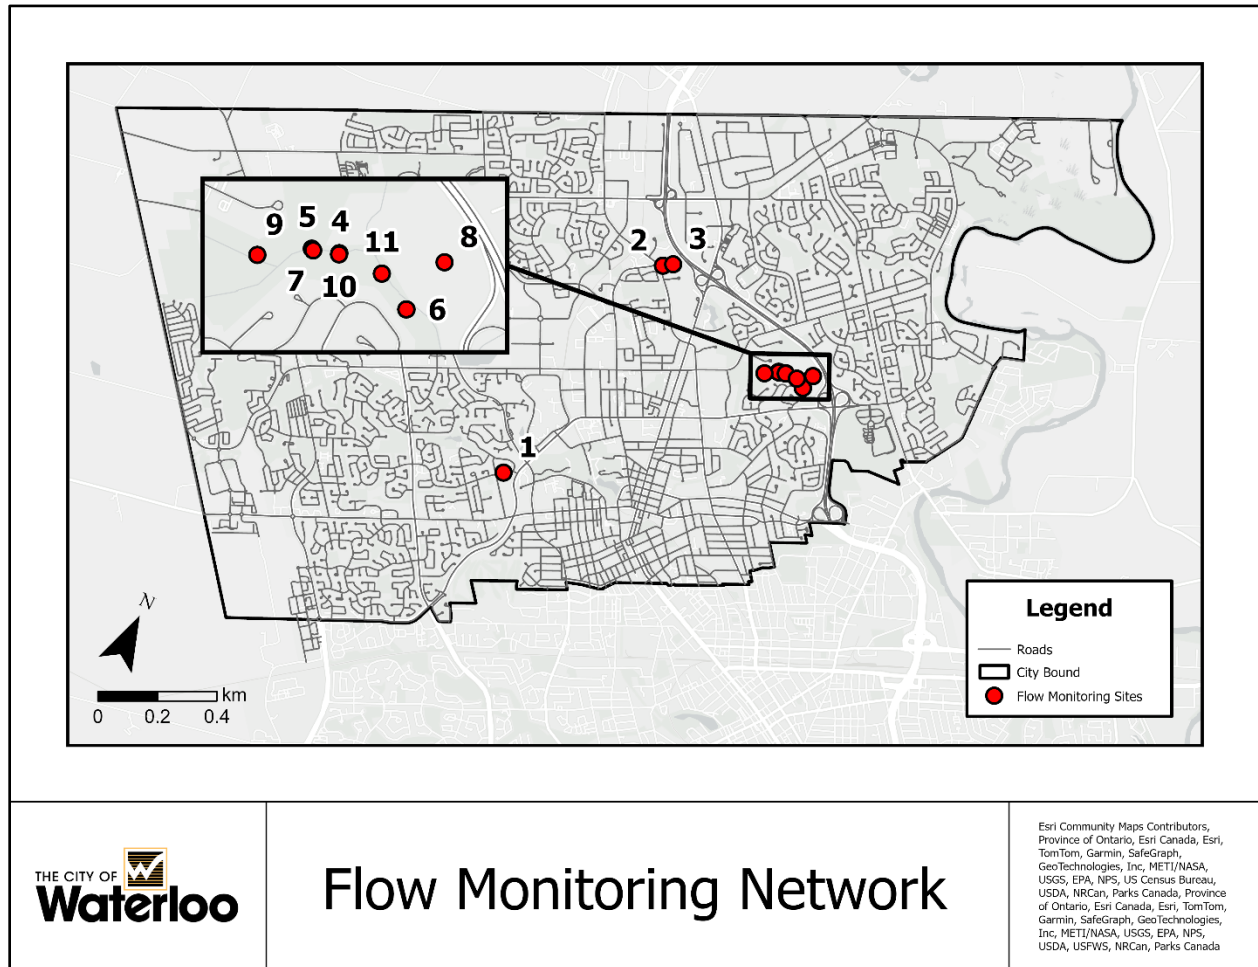 9
5
4
11
8
7
10
6
2
3
1
N
km
0
0.2
0.4
Legend
Roads
City Bound
Flow Monitoring Sites
THE CITY OF
Waterloo
Flow Monitoring Network
Esri Community Maps Contributors,
Province of Ontario, Esri Canada, Esri,
TomTom, Garmin, SafeGraph,
GeoTechnologies, Inc, METI/NASA,
USGS, EPA, NPS, US Census Bureau,
USDA, NRCan, Parks Canada, Province
of Ontario, Esri Canada, Esri, TomTom,
Garmin, SafeGraph, GeoTechnologies,
Inc, METI/NASA, USGS, EPA, NPS,
USDA, USFWS, NRCan, Parks Canada